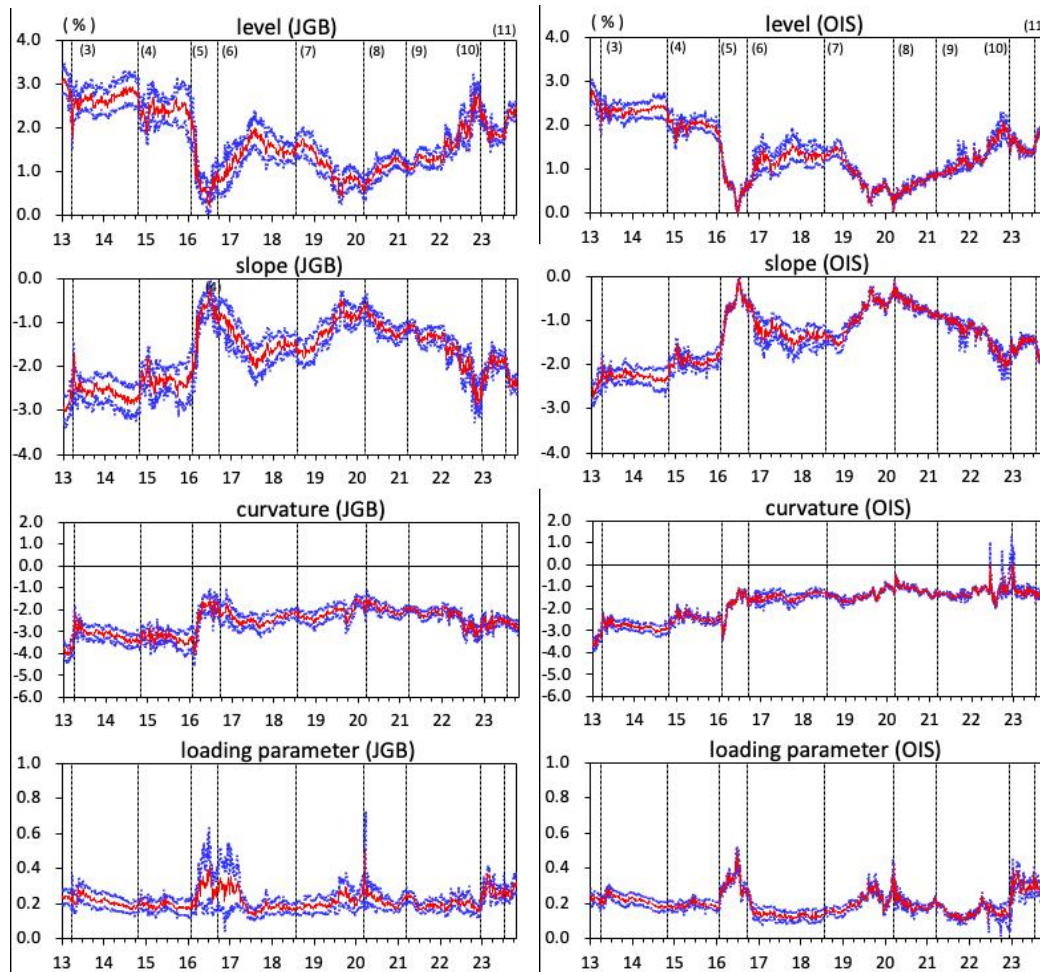 ( % ) level (JGB)
(3) (4) (5) (6) (7) (8) (9) (10) (11)
4.0
3.0
2.0
1.0
0.0
13 14 15 16 17 18 19 20 21 22 23
( % ) level (OIS)
(3) (4) (5) (6) (7) (8) (9) (10) (11
4.0
3.0
2.0
1.0
0.0
13 14 15 16 17 18 19 20 21 22 23
slope (JGB)
0.0
-1.0
-2.0
-3.0
-4.0
13 14 15 16 17 18 19 20 21 22 23
slope (OIS)
0.0
-1.0
-2.0
-3.0
-4.0
13 14 15 16 17 18 19 20 21 22 23
curvature (JGB)
2.0
1.0
0.0
-1.0
-2.0
-3.0
-4.0
-5.0
-6.0
13 14 15 16 17 18 19 20 21 22 23
curvature (OIS)
2.0
1.0
0.0
-1.0
-2.0
-3.0
-4.0
-5.0
-6.0
13 14 15 16 17 18 19 20 21 22 23
loading parameter (JGB)
1.0
0.8
0.6
0.4
0.2
0.0
13 14 15 16 17 18 19 20 21 22 23
loading parameter (OIS)
1.0
0.8
0.6
0.4
0.2
0.0
13 14 15 16 17 18 19 20 21 22 23